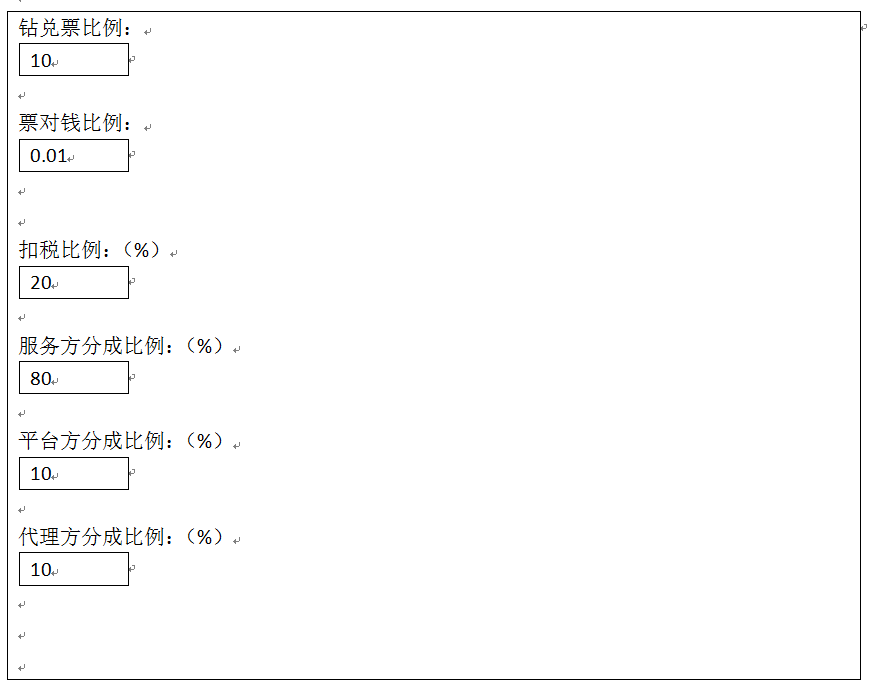 钻兑票比例：
10
票对钱比例：
0.01
扣税比例：（%）
20
服务方分成比例：（%）
80
平台方分成比例：（%）
10
代理方分成比例：（%）
10